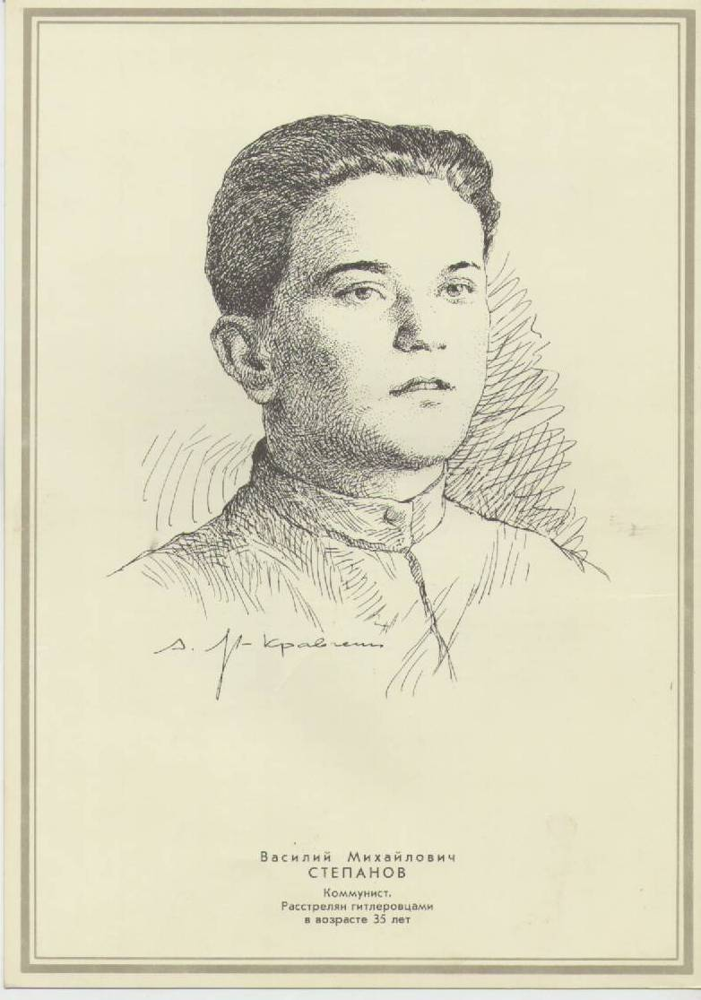 Василий Михайлович
СТЕПАНОВ
Коммунист.
Расстрелян гитлеровцами
в возрасте 35 лет